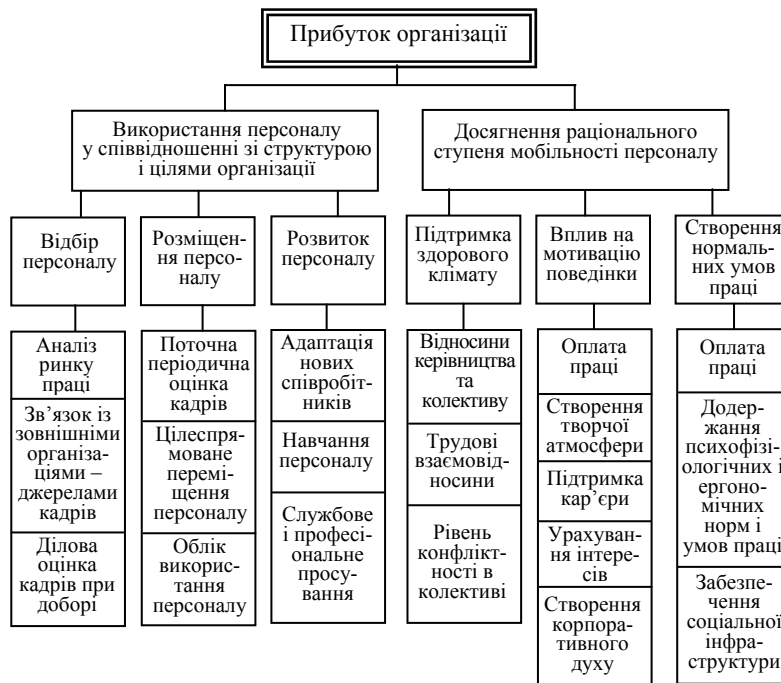 Прибуток організації
Використання персоналу
у співвідношенні зі структурою
і цілями організації
Досягнення раціонального
ступеня мобільності персоналу
Відбір
персоналу
Розміщен-
ня персо-
налу
Розвиток
персоналу
Підтримка
здорового
клімату
Вплив на
мотивацію
поведінки
Створення
нормаль-
них умов
праці
Аналіз
ринку
праці
Зв’язок із
зовнішніми
організа-
ціями –
джерелами
кадрів
Ділова
оцінка
кадрів при
доборі
Поточна
періодична
оцінка
кадрів
Цілеспря-
моване
перемі-
щення
персоналу
Облік
викорис-
тання
персоналу
Адаптація
нових
співробіт-
ників
Навчання
персоналу
Службове
і професі-
ональне
просу-
вання
Відносини
керівництва
та
колективу
Трудові
взаємовід-
носини
Рівень
конфлікт-
ності в
колективі
Оплата
праці
Створення
творчої
атмосфери
Підтримка
кар’єри
Урахуван-
ня інтере-
сів
Створення
корпора-
тивного
духу
Оплата
праці
Додер-
жання
психофізі-
ологічних і
ергоно-
мічних
норм і
умов праці
Забезпе-
чення
соціальної
інфра-
структури